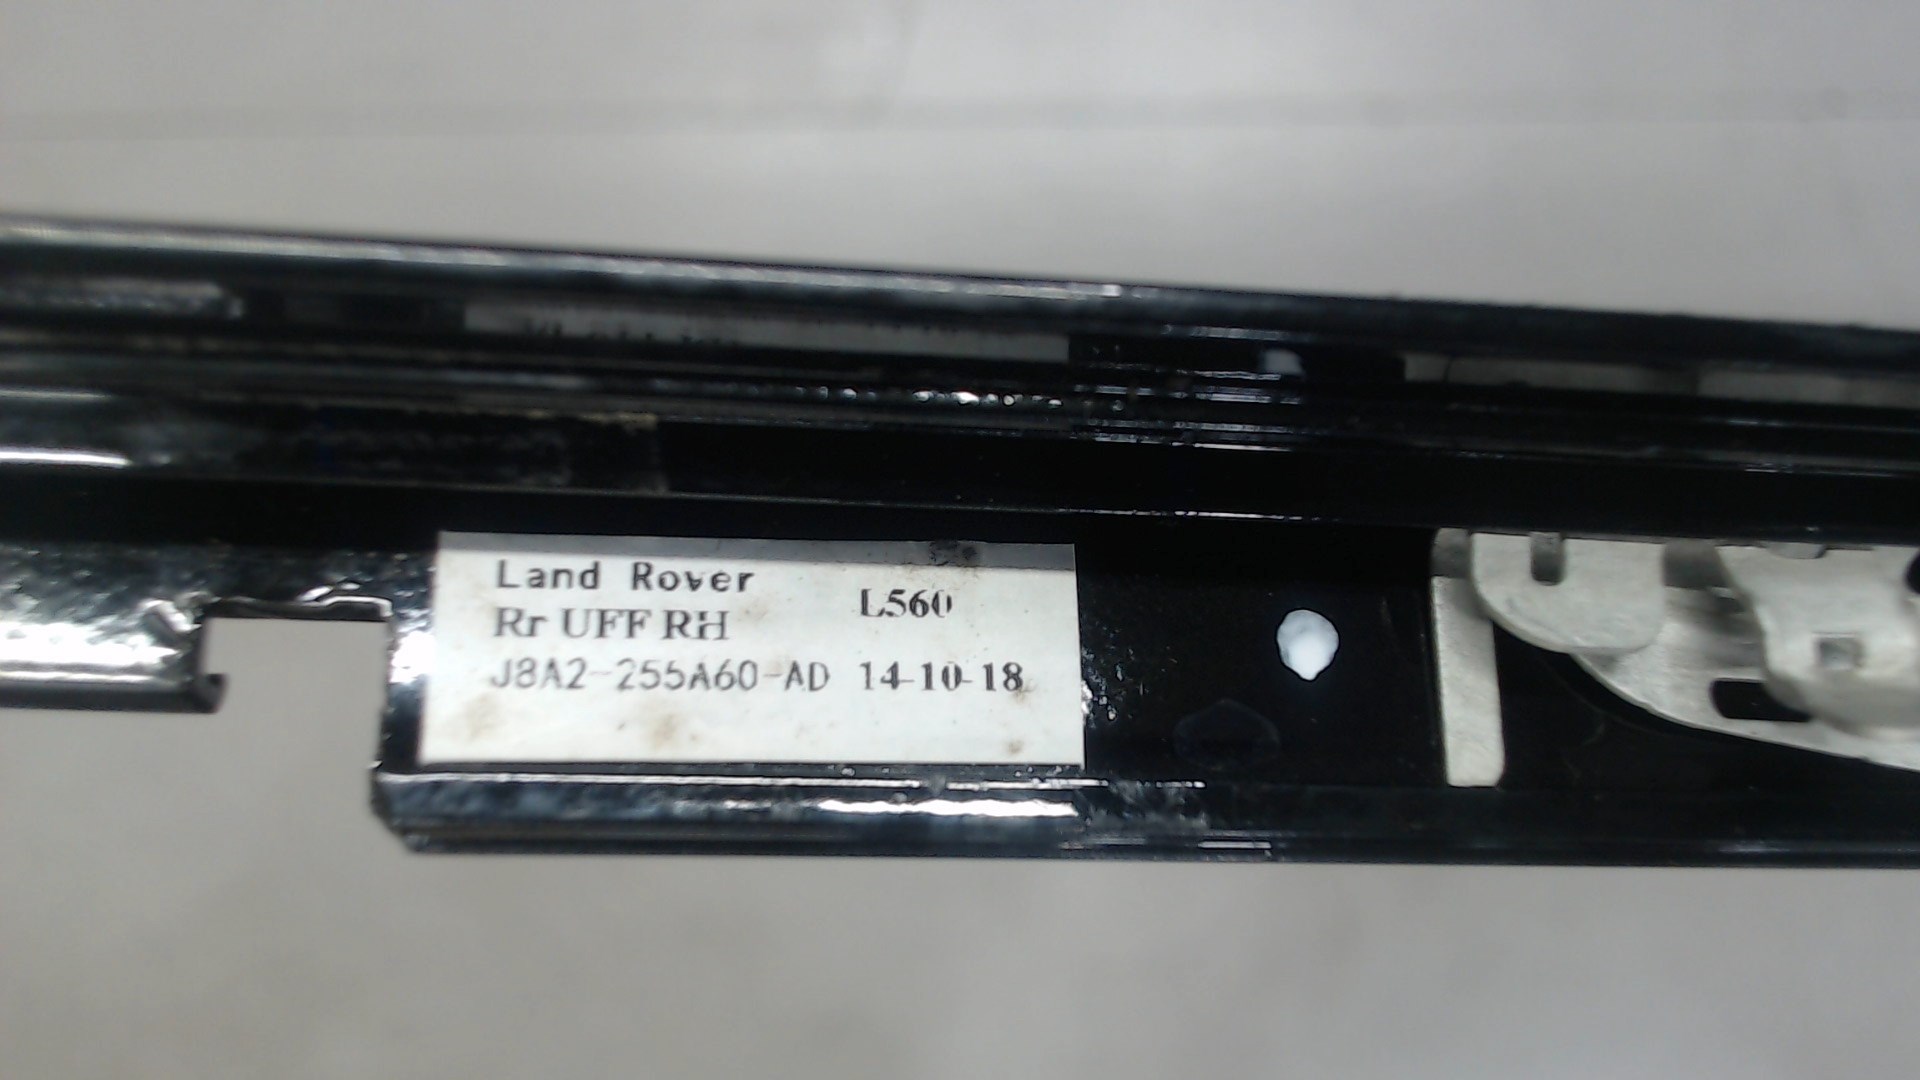 Land Rover L560
Rr UFF RH
J8A2-255A60-AD 14-10-18